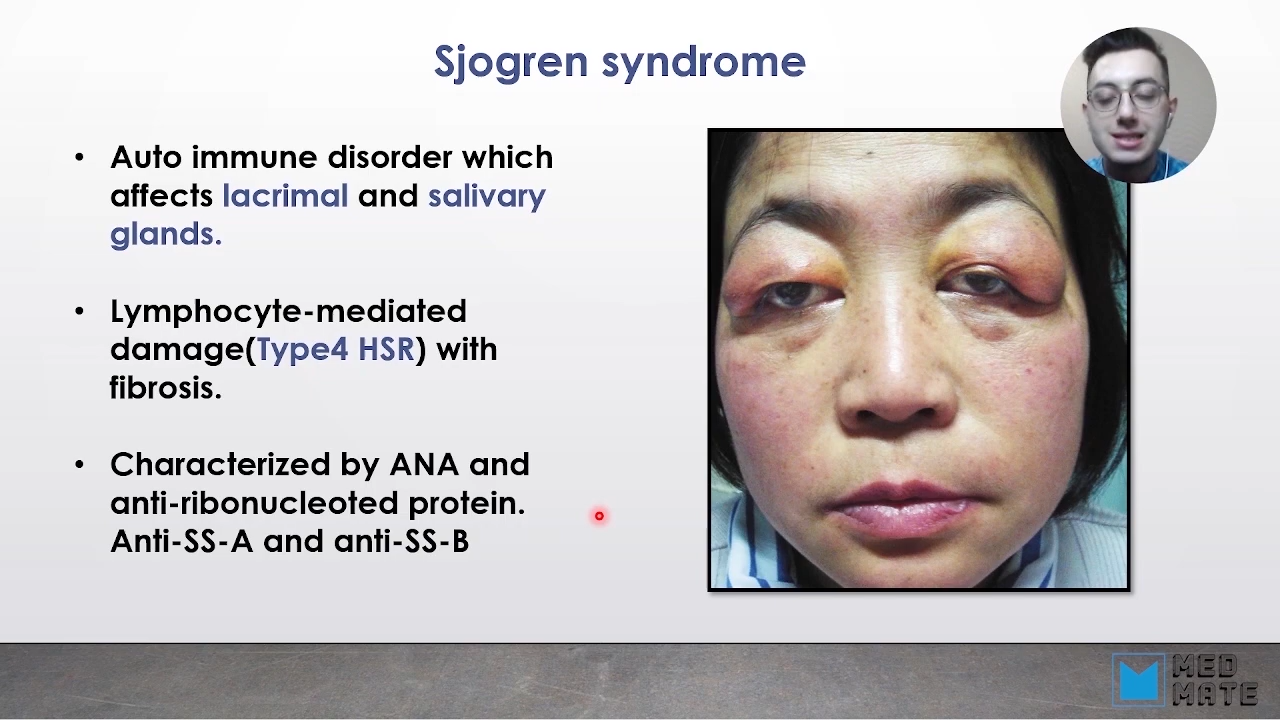 Sjogren syndrome
• Auto immune disorder which
affects lacrimal and salivary
glands.
• Lymphocyte-mediated
damage(Type4 HSR) with
fibrosis.
• Characterized by ANA and
anti-ribonucleoted protein.
Anti-SS-A and anti-SS-B
MED
MATE